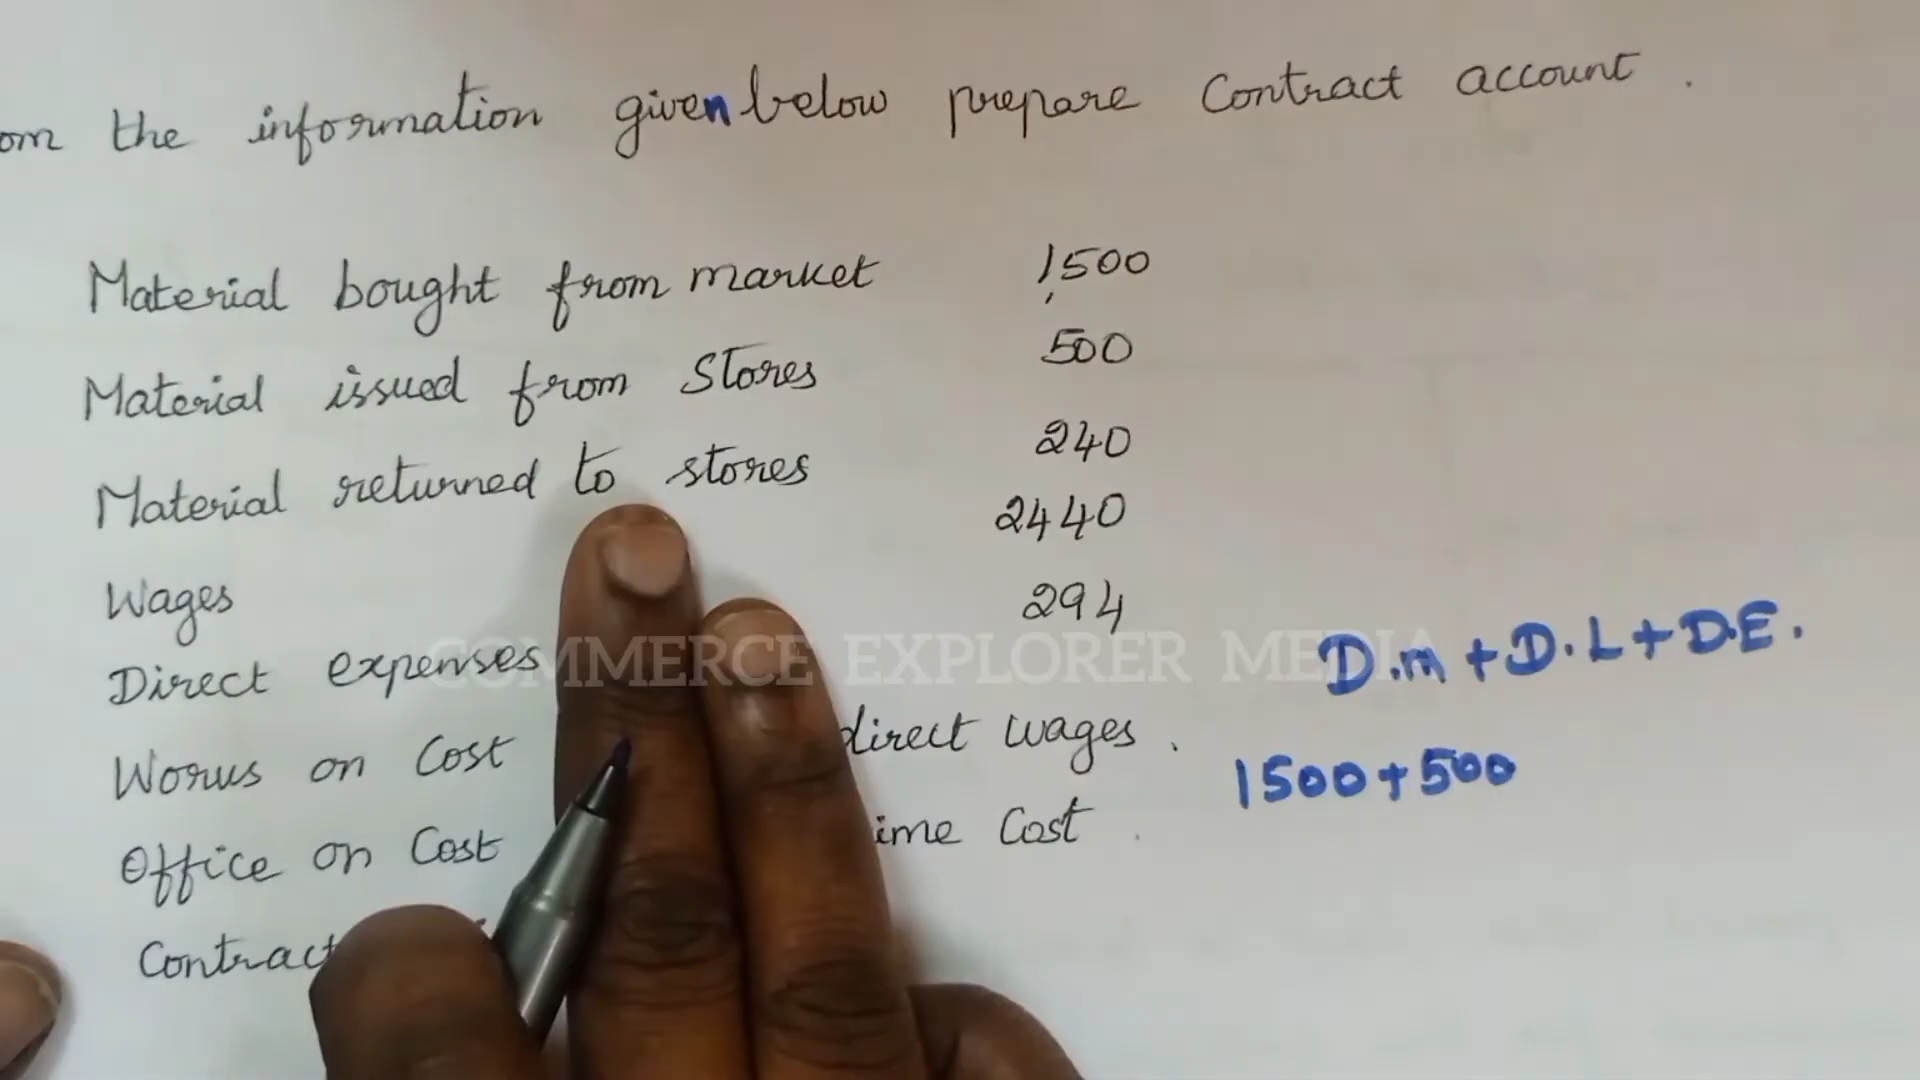 om the information given below prepare Contract account .
Material bought from market 1500
Material issued from Stores 500
Material returned to stores 240
Wages 2440
Direct expenses 294
COMMERCE EXPLORER MEDIA
D.M + D.L + D.E.
Works on Cost direct wages .
1500 + 500
Office on Cost ime Cost .
Contract